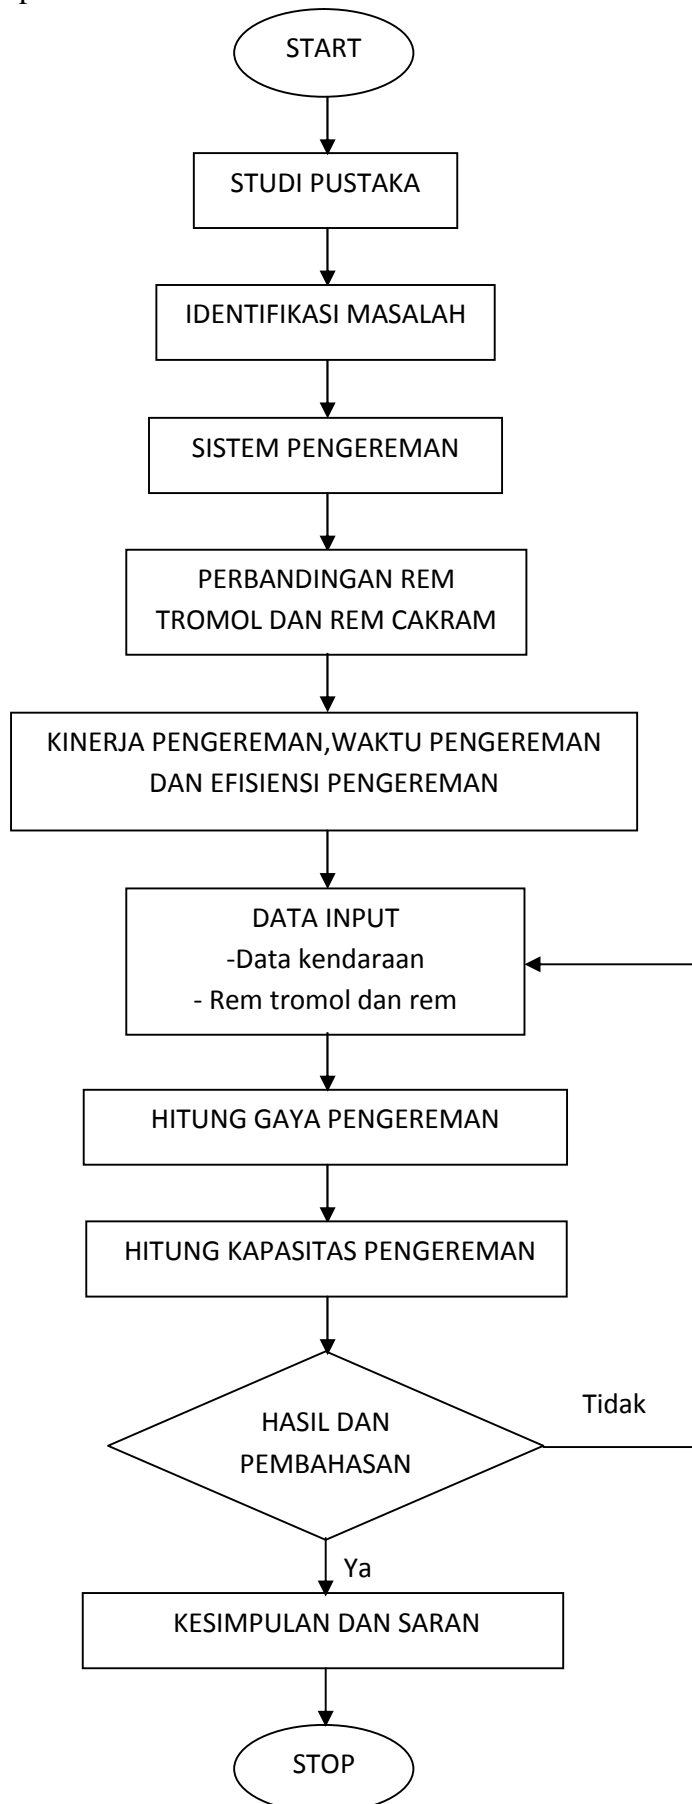 START
STUDI PUSTAKA
IDENTIFIKASI MASALAH
SISTEM PENGEREMAN
PERBANDINGAN REM
TROMOL DAN REM CAKRAM
KINERJA PENGEREMAN,WAKTU PENGEREMAN
DAN EFISIENSI PENGEREMAN
DATA INPUT
-Data kendaraan
- Rem tromol dan rem
HITUNG GAYA PENGEREMAN
HITUNG KAPASITAS PENGEREMAN
HASIL DAN
PEMBAHASAN
Tidak
Ya
KESIMPULAN DAN SARAN
STOP